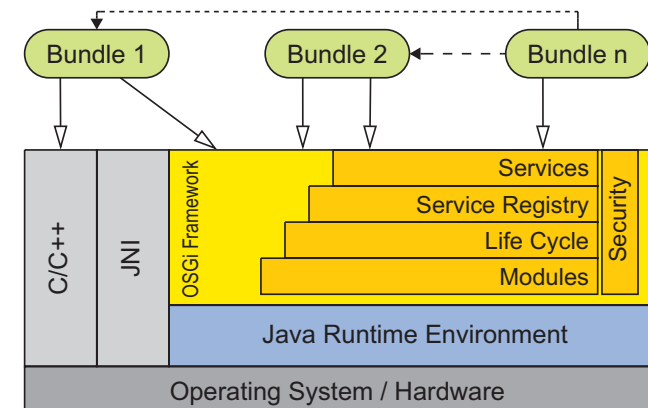 Bundle 1
Bundle 2
Bundle n
C/C++
JNI
OSGi Framework
Services
Service Registry
Life Cycle
Modules
Security
Java Runtime Environment
Operating System / Hardware